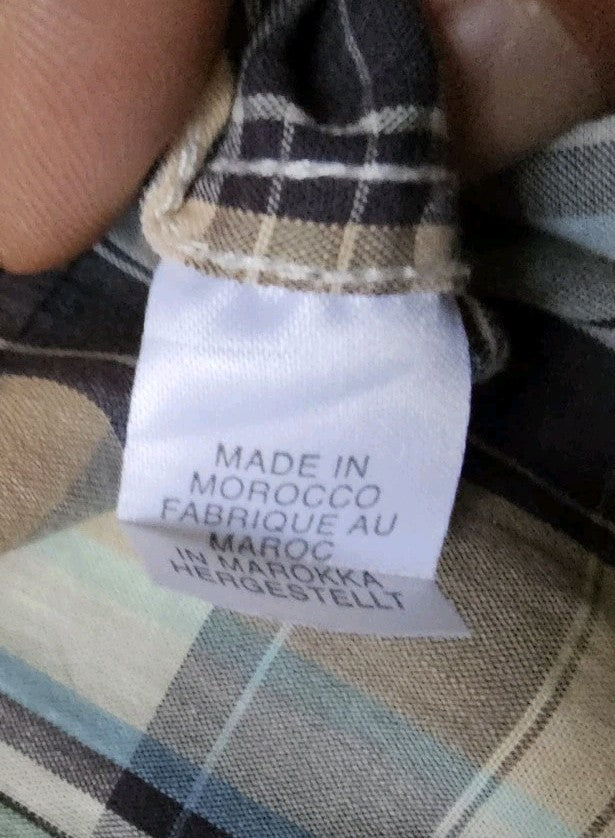 MADE IN
MOROCCO
FABRIQUE AU
MAROC
IN MAROKKA
HERGESTELLT